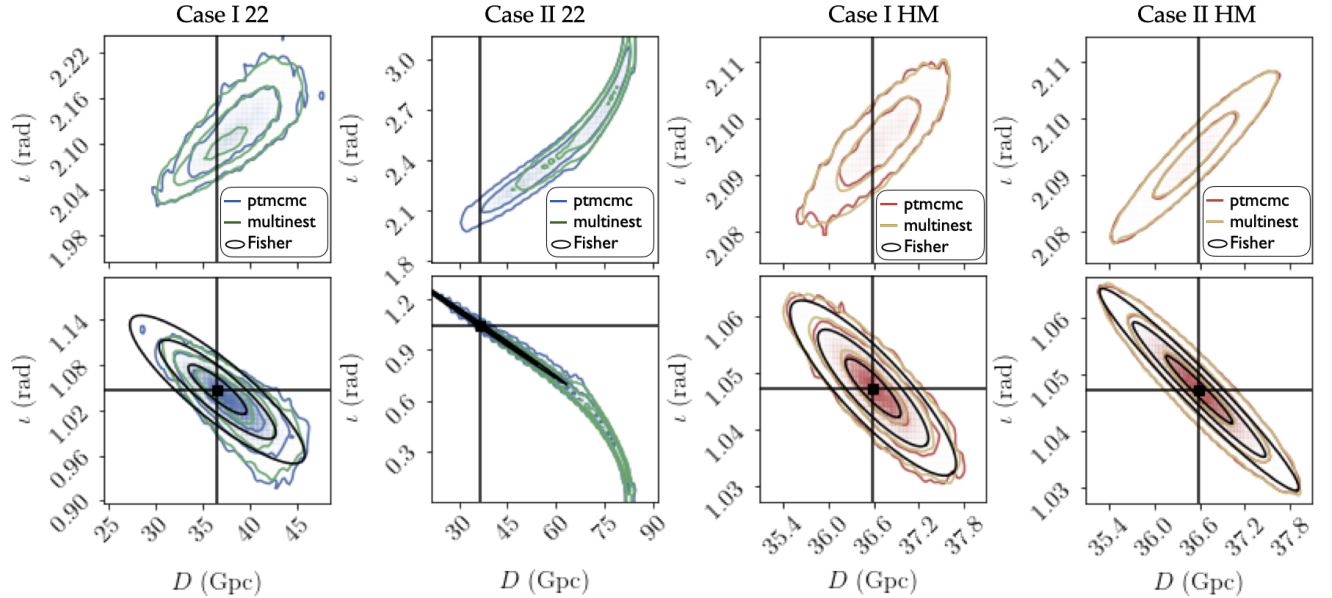 Case I 22
Case II 22
Case I HM
Case II HM
ι (rad)
2.22
2.16
2.10
2.04
1.98
ptmcmc
multinest
Fisher
ι (rad)
3.0
2.7
2.4
2.1
1.8
ptmcmc
multinest
Fisher
ι (rad)
2.11
2.10
2.09
2.08
ptmcmc
multinest
Fisher
ι (rad)
2.11
2.10
2.09
2.08
ptmcmc
multinest
Fisher
ι (rad)
1.14
1.08
1.02
0.96
0.90
25 30 35 40 45
D (Gpc)
ι (rad)
1.2
0.9
0.6
0.3
30 45 60 75 90
D (Gpc)
ι (rad)
1.06
1.05
1.04
1.03
35.4 36.0 36.6 37.2 37.8
D (Gpc)
ι (rad)
1.06
1.05
1.04
1.03
35.4 36.0 36.6 37.2 37.8
D (Gpc)